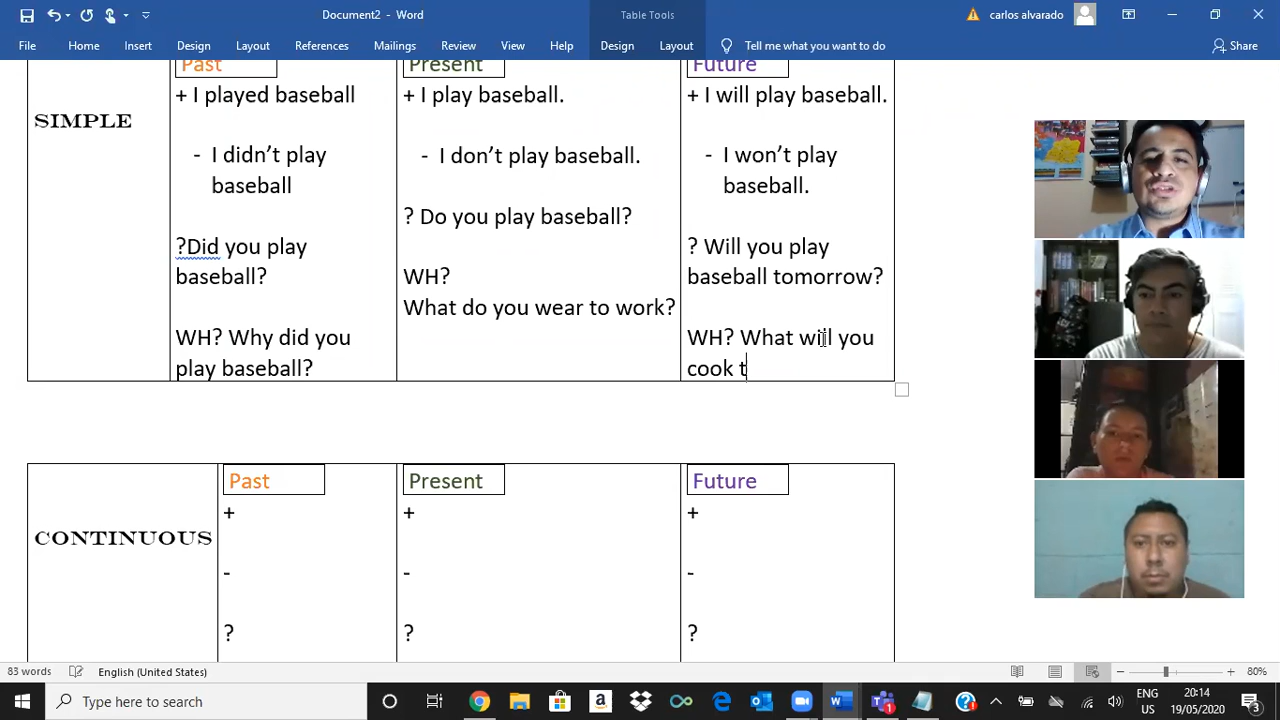 Document2 - Word
Table Tools
carlos alvarado
File Home Insert Design Layout References Mailings Review View Help Design Layout Tell me what you want to do Share
Past Present Future
SIMPLE
+ I played baseball
- I didn't play
baseball
?Did you play
baseball?
WH? Why did you
play baseball?
+ I play baseball.
- I don't play baseball.
? Do you play baseball?
WH?
What do you wear to work?
+ I will play baseball.
- I won't play
baseball.
? Will you play
baseball tomorrow?
WH? What will you
cook t
Past Present Future
CONTINUOUS
+ + +
- - -
? ? ?
83 words English (United States) 80%
Type here to search
ENG
US
20:14
19/05/2020
1
3